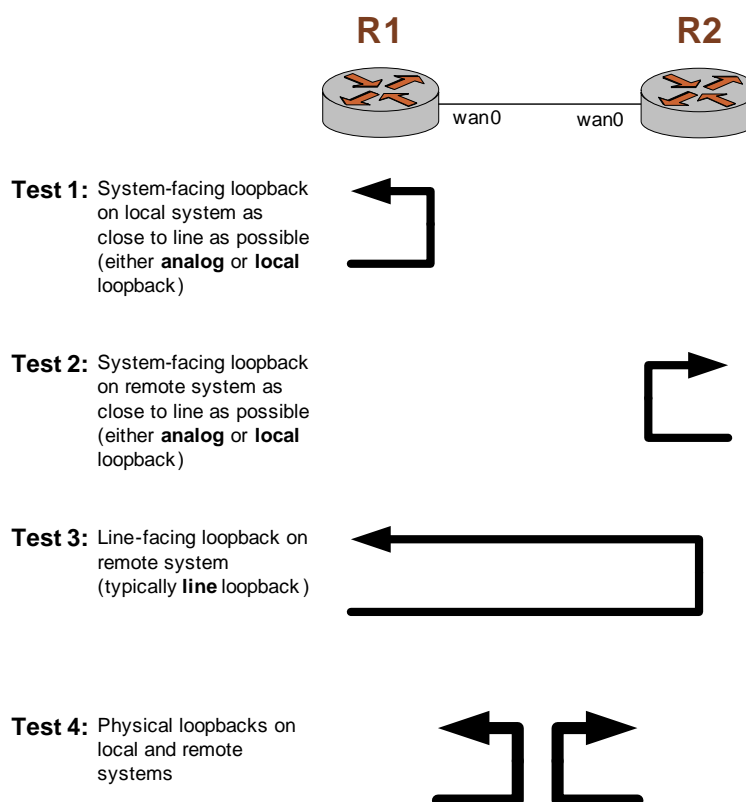 R1 R2
wan0 wan0
Test 1: System-facing loopback
on local system as
close to line as possible
(either analog or local
loopback)
Test 2: System-facing loopback
on remote system as
close to line as possible
(either analog or local
loopback)
Test 3: Line-facing loopback on
remote system
(typically line loopback)
Test 4: Physical loopbacks on
local and remote
systems